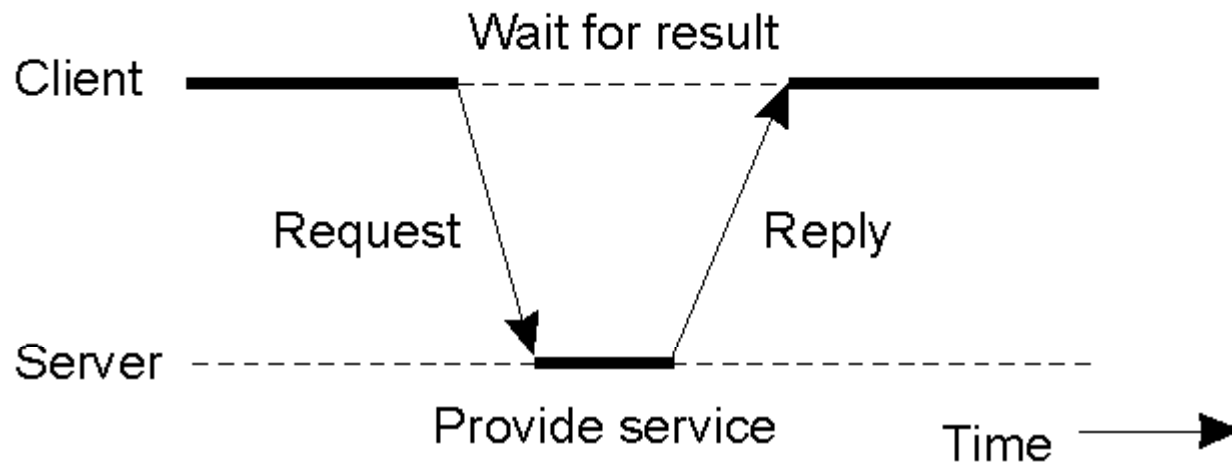 Wait for result
Client
Request
Reply
Server
Provide service
Time